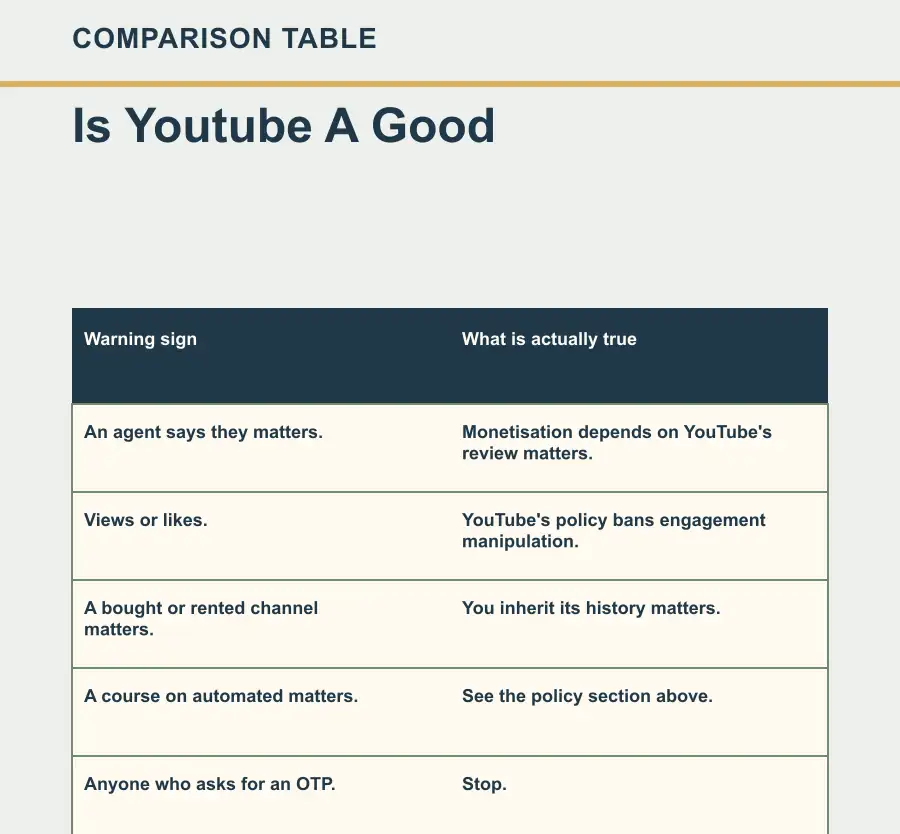 COMPARISON TABLE
Is Youtube A Good
Warning sign
What is actually true
An agent says they matters.
Monetisation depends on YouTube's
review matters.
Views or likes.
YouTube's policy bans engagement
manipulation.
A bought or rented channel
matters.
You inherit its history matters.
A course on automated matters.
See the policy section above.
Anyone who asks for an OTP.
Stop.